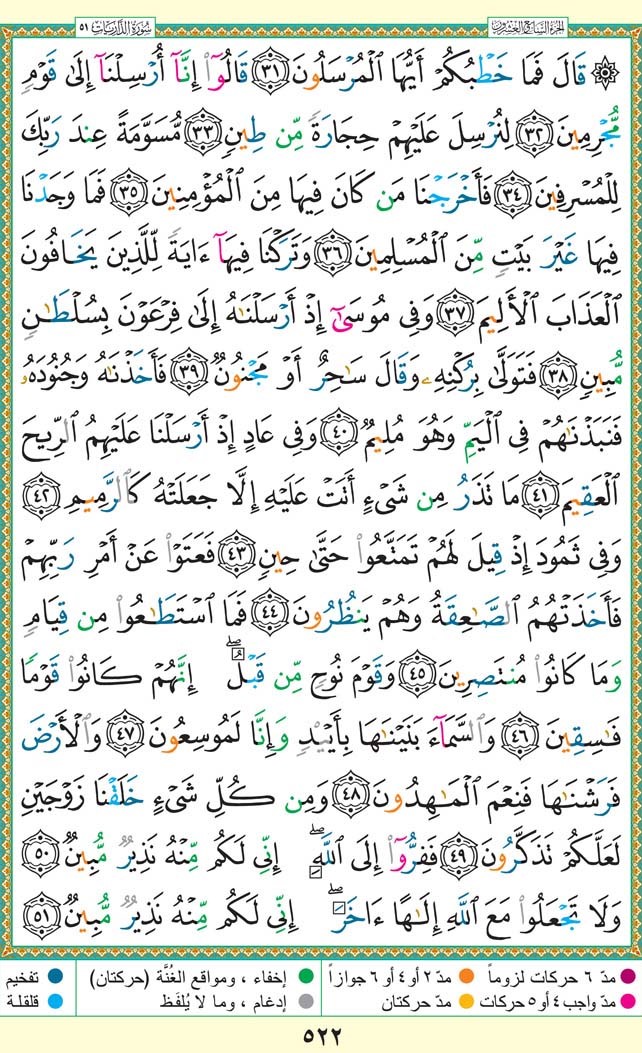 الجزء السابع والعشرون
سُورَةُ الذَّارِيَاتِ ٥١
۞ قَالَ فَمَا خَطْبُكُمْ أَيُّهَا ٱلْمُرْسَلُونَ ٣١ قَالُوٓا۟ إِنَّآ أُرْسِلْنَآ إِلَىٰ قَوْمٍ
مُّجْرِمِينَ ٣٢ لِنُرْسِلَ عَلَيْهِمْ حِجَارَةً مِّن طِينٍ ٣٣ مُّسَوَّمَةً عِندَ رَبِّكَ
لِلْمُسْرِفِينَ ٣٤ فَأَخْرَجْنَا مَن كَانَ فِيهَا مِنَ ٱلْمُؤْمِنِينَ ٣٥ فَمَا وَجَدْنَا
فِيهَا غَيْرَ بَيْتٍ مِّنَ ٱلْمُسْلِمِينَ ٣٦ وَتَرَكْنَا فِيهَآ ءَايَةً لِّلَّذِينَ يَخَافُونَ
ٱلْعَذَابَ ٱلْأَلِيمَ ٣٧ وَفِى مُوسَىٰٓ إِذْ أَرْسَلْنَـٰهُ إِلَىٰ فِرْعَوْنَ بِسُلْطَـٰنٍ
مُّبِينٍ ٣٨ فَتَوَلَّىٰ بِرُكْنِهِۦ وَقَالَ سَـٰحِرٌ أَوْ مَجْنُونٌ ٣٩ فَأَخَذْنَـٰهُ وَجُنُودَهُۥ
فَنَبَذْنَـٰهُمْ فِى ٱلْيَمِّ وَهُوَ مُلِيمٌ ٤٠ وَفِى عَادٍ إِذْ أَرْسَلْنَا عَلَيْهِمُ ٱلرِّيحَ
ٱلْعَقِيمَ ٤١ مَا تَذَرُ مِن شَىْءٍ أَتَتْ عَلَيْهِ إِلَّا جَعَلَتْهُ كَٱلرَّمِيمِ ٤٢
وَفِى ثَمُودَ إِذْ قِيلَ لَهُمْ تَمَتَّعُوا۟ حَتَّىٰ حِينٍ ٤٣ فَعَتَوْا۟ عَنْ أَمْرِ رَبِّهِمْ
فَأَخَذَتْهُمُ ٱلصَّـٰعِقَةُ وَهُمْ يَنظُرُونَ ٤٤ فَمَا ٱسْتَطَـٰعُوا۟ مِن قِيَامٍ
وَمَا كَانُوا۟ مُنتَصِرِينَ ٤٥ وَقَوْمَ نُوحٍ مِّن قَبْلُ ۖ إِنَّهُمْ كَانُوا۟ قَوْمًا
فَـٰسِقِينَ ٤٦ وَٱلسَّمَآءَ بَنَيْنَـٰهَا بِأَيْي۟دٍ وَإِنَّا لَمُوسِعُونَ ٤٧ وَٱلْأَرْضَ
فَرَشْنَـٰهَا فَنِعْمَ ٱلْمَـٰهِدُونَ ٤٨ وَمِن كُلِّ شَىْءٍ خَلَقْنَا زَوْجَيْنِ
لَعَلَّكُمْ تَذَكَّرُونَ ٤٩ فَفِرُّوٓا۟ إِلَى ٱللَّهِ ۖ إِنِّى لَكُم مِّنْهُ نَذِيرٌ مُّبِينٌ ٥٠
وَلَا تَجْعَلُوا۟ مَعَ ٱللَّهِ إِلَـٰهًا ءَاخَرَ ۖ إِنِّى لَكُم مِّنْهُ نَذِيرٌ مُّبِينٌ ٥١
مدّ ٦ حركات لزوماً مدّ ٢ أو ٤ أو ٦ جوازاً إخفاء ، ومواقع الغُنَّة (حركتان) تفخيم
مدّ واجب ٤ أو ٥ حركات مدّ حركتان إدغام ، وما لا يُلفَظ قلقلة
٥٢٢